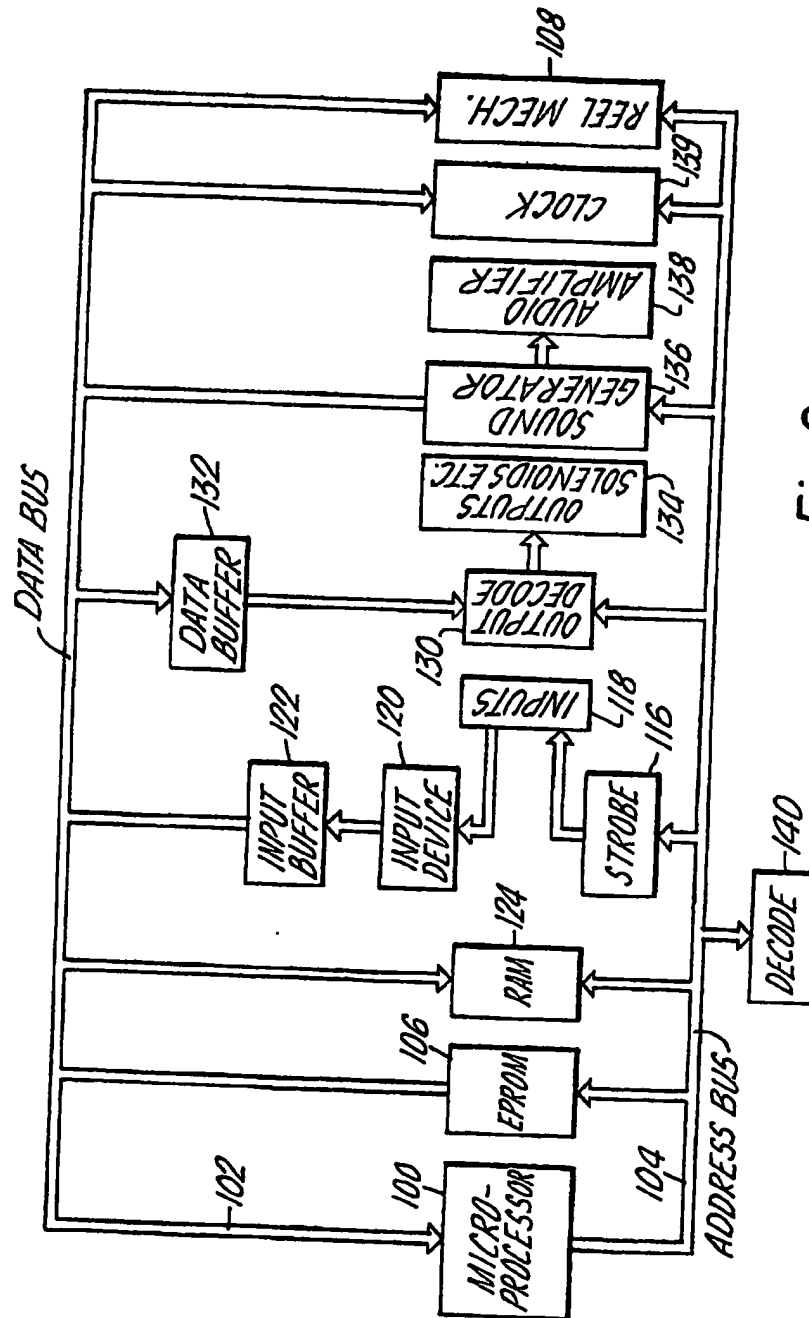 DATA BUS
102
100
MICRO-
PROCESSOR
106
EPROM
124
RAM
122
INPUT
BUFFER
120
INPUT
DEVICE
INPUTS
118
STROBE
116
132
DATA
BUFFER
130
OUTPUT
DECODE
OUTPUTS
SOLENOIDS ETC.
134
SOUND
GENERATOR
136
AUDIO
AMPLIFIER
138
CLOCK
139
REEL MECH.
108
104
ADDRESS BUS
DECODE
140